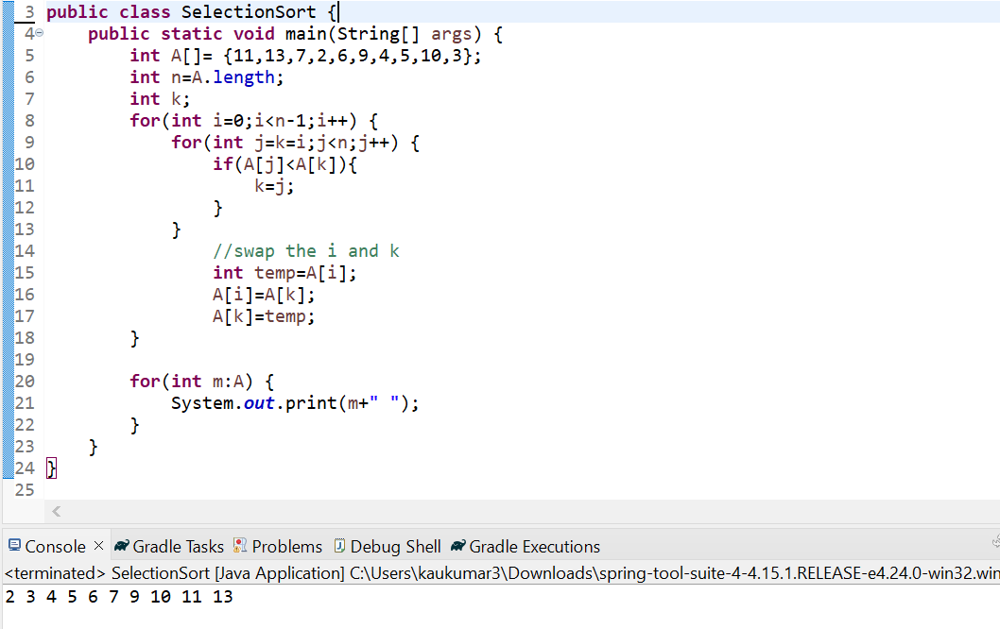 3 public class SelectionSort {
4 public static void main(String[] args) {
5 int A[]= {11,13,7,2,6,9,4,5,10,3};
6 int n=A.length;
7 int k;
8 for(int i=0;i<n-1;i++) {
9 for(int j=k=i;j<n;j++) {
10 if(A[j]<A[k]){
11 k=j;
12 }
13 }
14 //swap the i and k
15 int temp=A[i];
16 A[i]=A[k];
17 A[k]=temp;
18 }
19
20 for(int m:A) {
21 System.out.print(m+" ");
22 }
23 }
24 }
25
Console Gradle Tasks Problems Debug Shell Gradle Executions
<terminated> SelectionSort [Java Application] C:\Users\kaukumar3\Downloads\spring-tool-suite-4-4.15.1.RELEASE-e4.24.0-win32.win
2 3 4 5 6 7 9 10 11 13